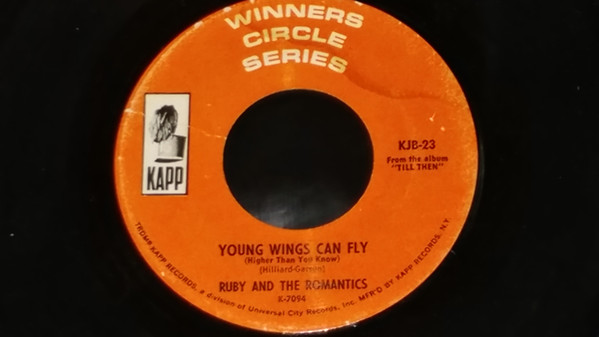 WINNERS
CIRCLE
SERIES
KAPP
KJB-23
From the album
"TILL THEN"
YOUNG WINGS CAN FLY
(Higher Than You Know)
(Hilliard-Garson)
RUBY AND THE ROMANTICS
K-7094
KAPP RECORDS, a division of Universal City Records, Inc. MFR'D BY KAPP RECORDS, N.Y.